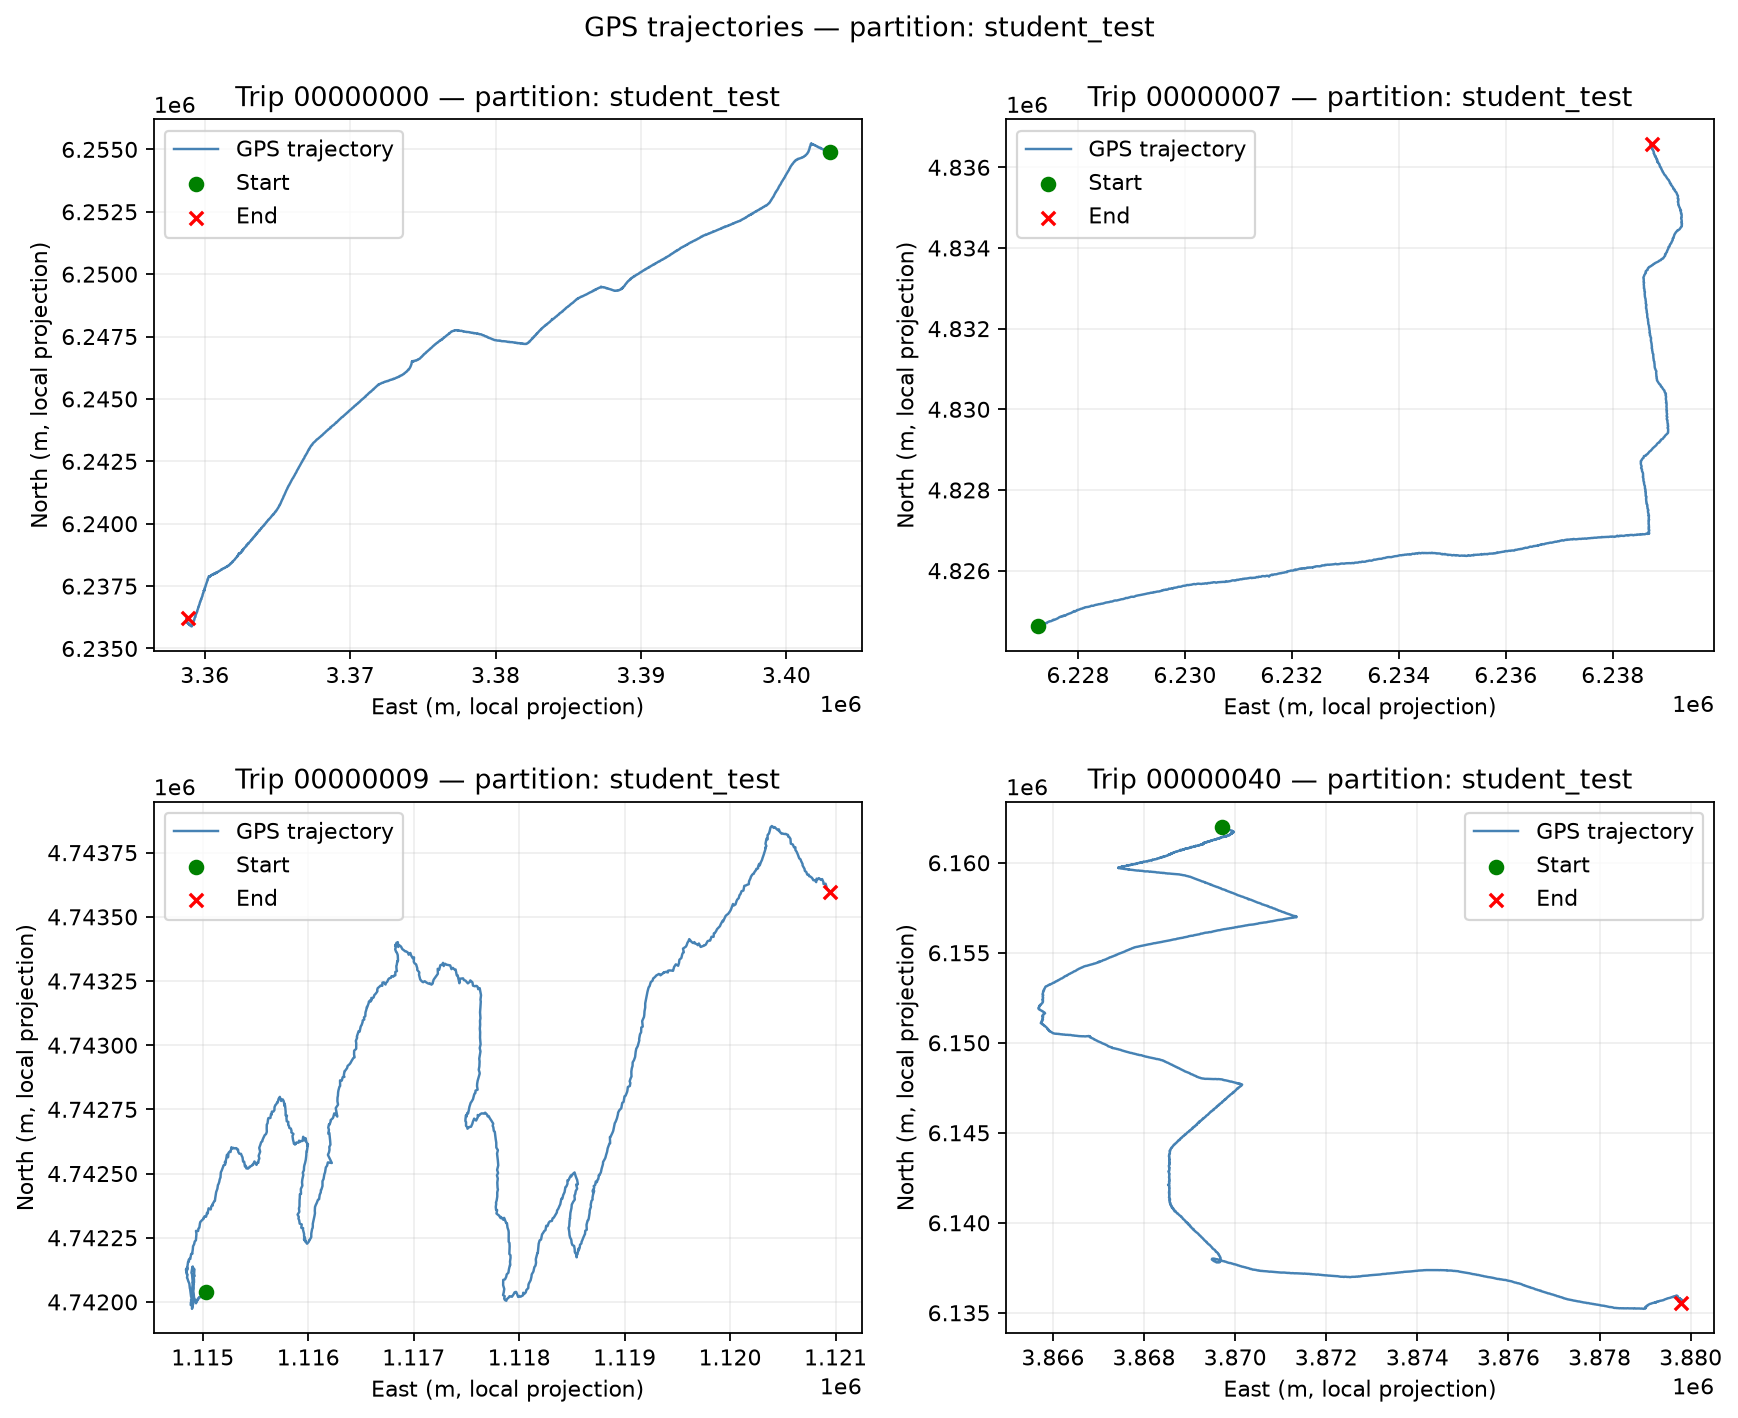 GPS trajectories — partition: student_test
Trip 00000000 — partition: student_test
1e6
GPS trajectory
Start
End
6.2550
6.2525
6.2500
6.2475
6.2450
6.2425
6.2400
6.2375
6.2350
North (m, local projection)
3.36 3.37 3.38 3.39 3.40
East (m, local projection)
1e6
Trip 00000007 — partition: student_test
1e6
GPS trajectory
Start
End
4.836
4.834
4.832
4.830
4.828
4.826
North (m, local projection)
6.228 6.230 6.232 6.234 6.236 6.238
East (m, local projection)
1e6
Trip 00000009 — partition: student_test
1e6
GPS trajectory
Start
End
4.74375
4.74350
4.74325
4.74300
4.74275
4.74250
4.74225
4.74200
North (m, local projection)
1.115 1.116 1.117 1.118 1.119 1.120 1.121
East (m, local projection)
1e6
Trip 00000040 — partition: student_test
1e6
GPS trajectory
Start
End
6.160
6.155
6.150
6.145
6.140
6.135
North (m, local projection)
3.866 3.868 3.870 3.872 3.874 3.876 3.878 3.880
East (m, local projection)
1e6